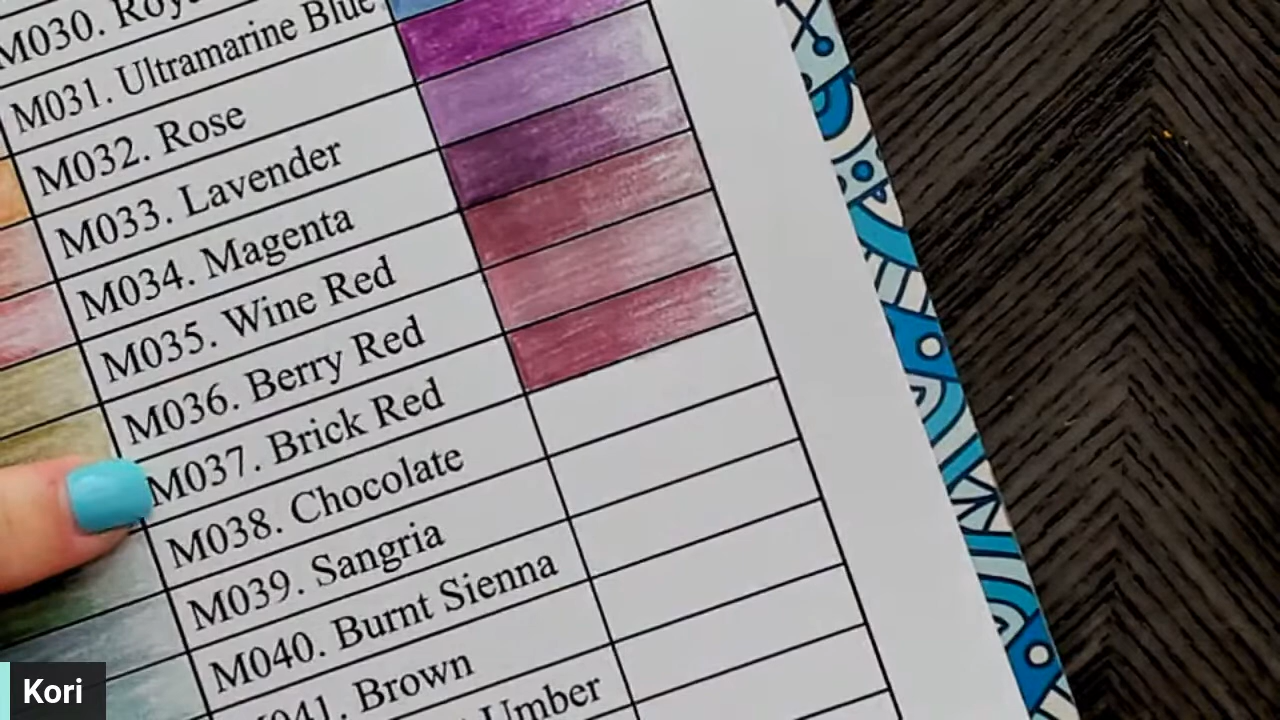 M030.
M031. Ultramarine Blue
M032. Rose
M033. Lavender
M034. Magenta
M035. Wine Red
M036. Berry Red
M037. Brick Red
M038. Chocolate
M039. Sangria
M040. Burnt Sienna
041. Brown
Umber
Kori